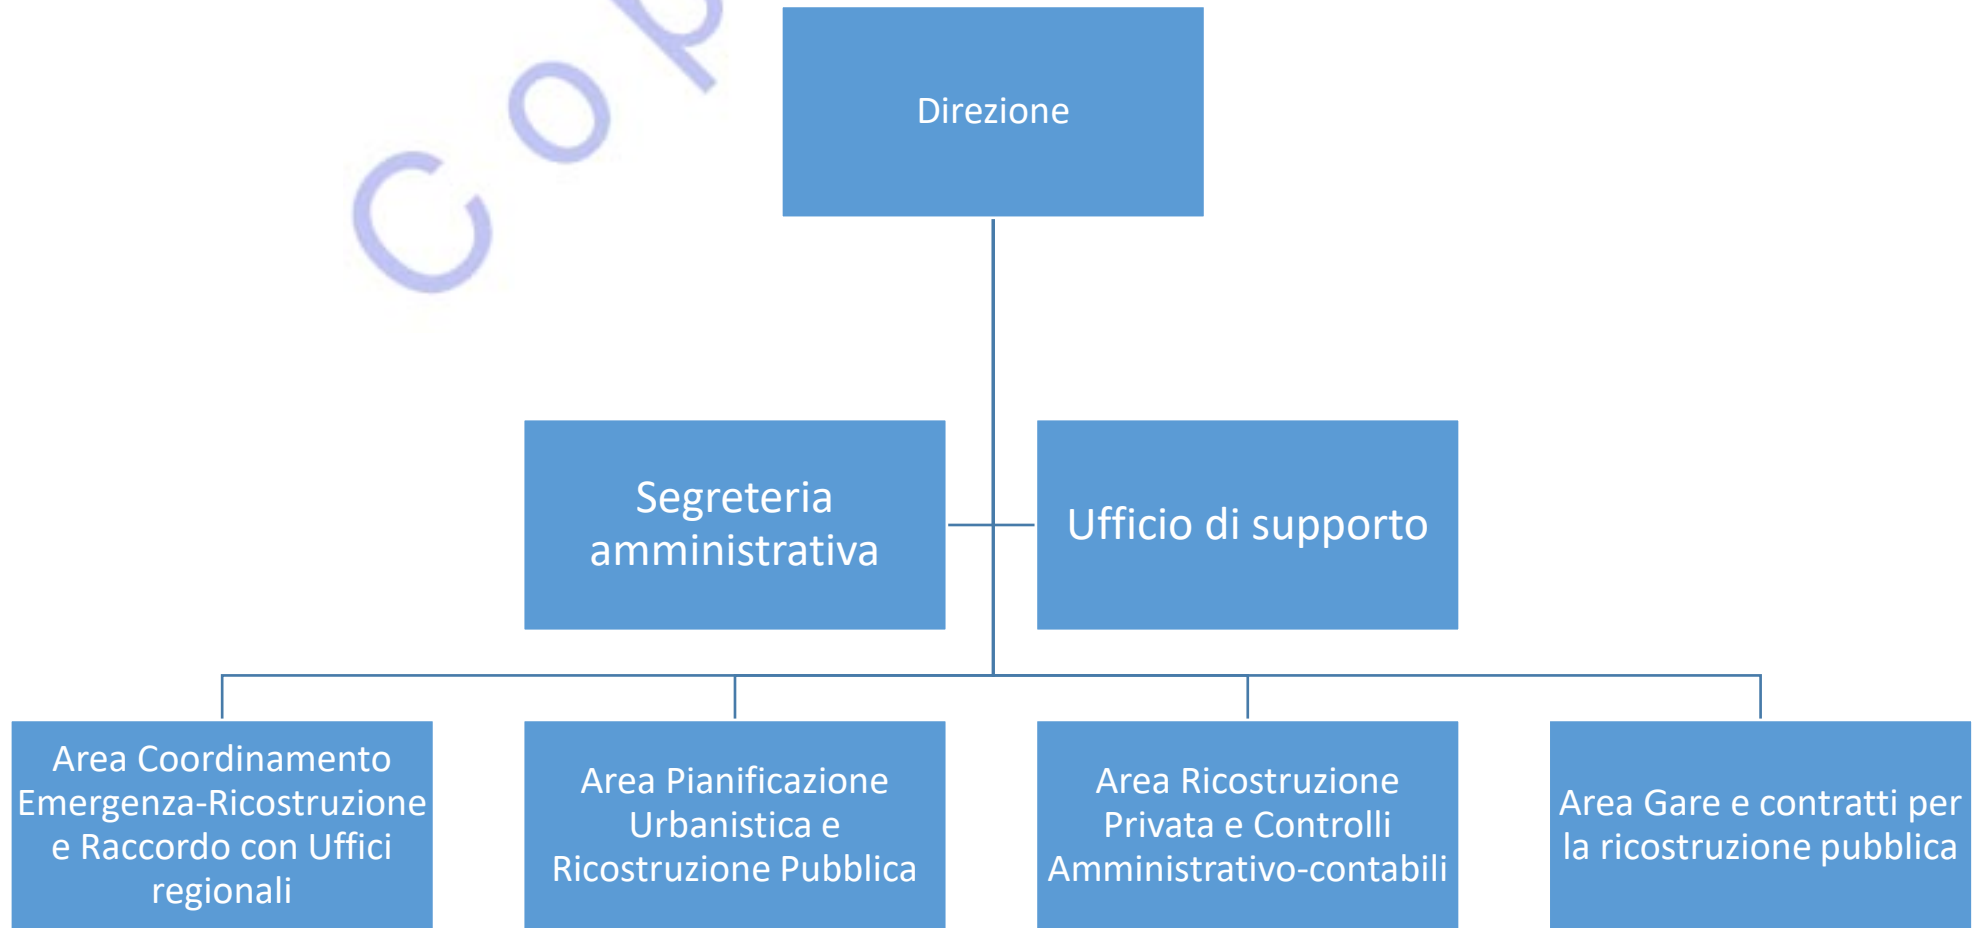 Cop
Direzione
Segreteria
amministrativa
Ufficio di supporto
Area Coordinamento
Emergenza-Ricostruzione
e Raccordo con Uffici
regionali
Area Pianificazione
Urbanistica e
Ricostruzione Pubblica
Area Ricostruzione
Privata e Controlli
Amministrativo-contabili
Area Gare e contratti per
la ricostruzione pubblica